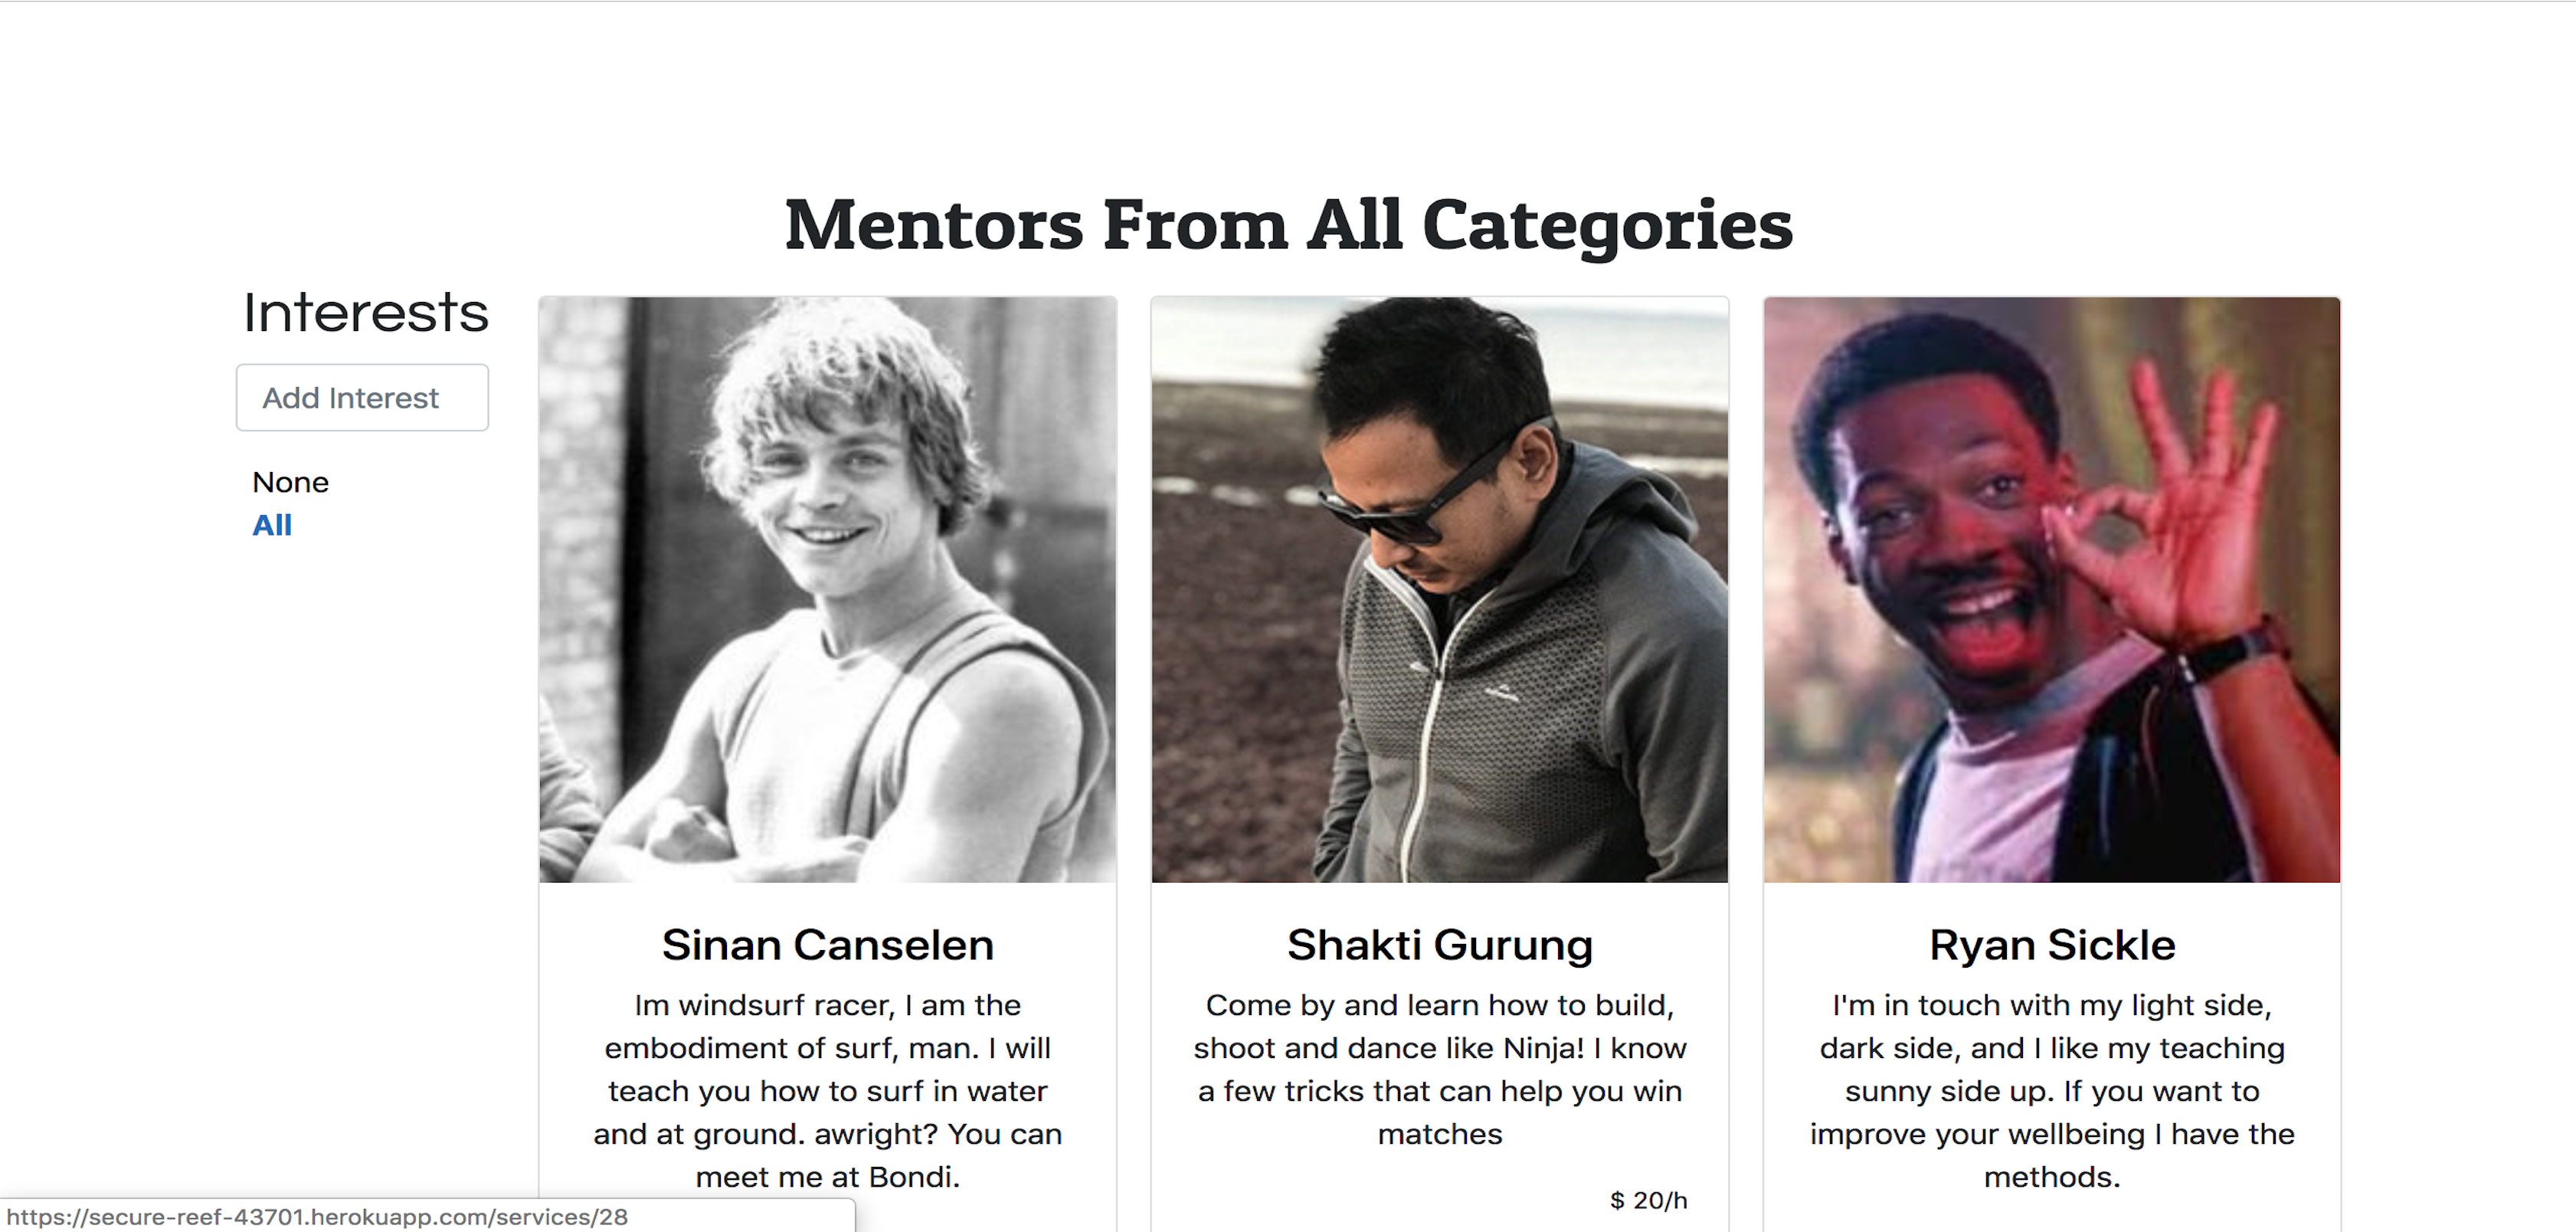 Mentors From All Categories
Interests
Add Interest
None
All
Sinan Canselen
Im windsurf racer, I am the
embodiment of surf, man. I will
teach you how to surf in water
and at ground. awright? You can
meet me at Bondi.
Shakti Gurung
Come by and learn how to build,
shoot and dance like Ninja! I know
a few tricks that can help you win
matches
$ 20/h
Ryan Sickle
I'm in touch with my light side,
dark side, and I like my teaching
sunny side up. If you want to
improve your wellbeing I have the
methods.
https://secure-reef-43701.herokuapp.com/services/28